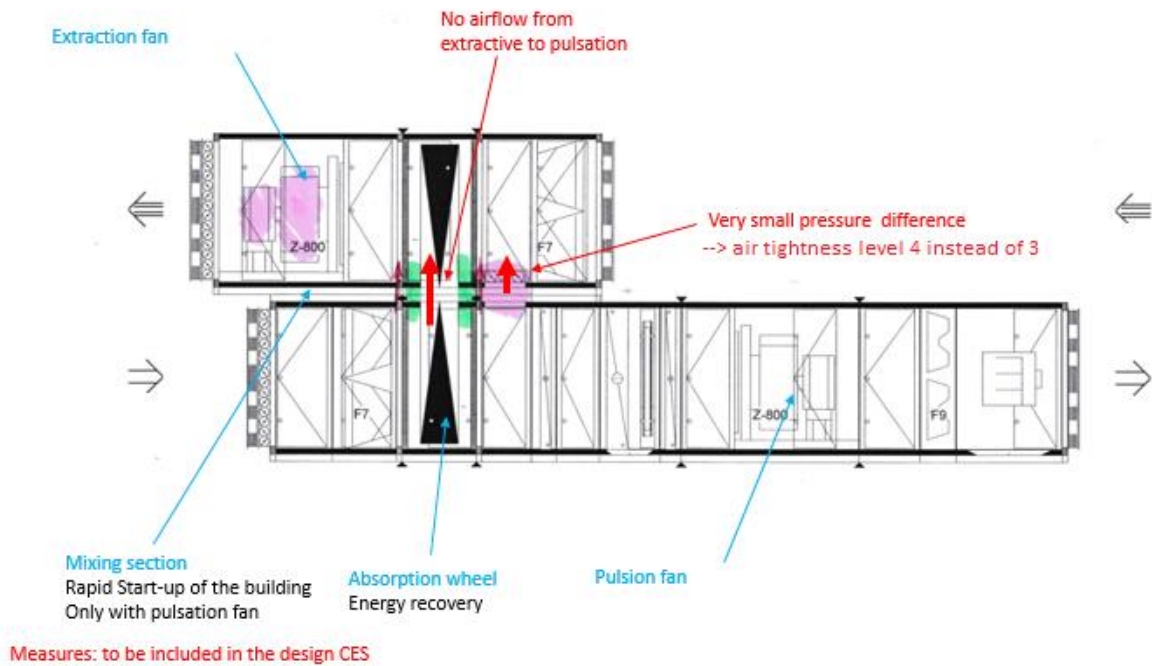 No airflow from
extractive to pulsation
Extraction fan
Very small pressure difference
--> air tightness level 4 instead of 3
Z-800
F7
F7
Z-800
F9
Mixing section
Rapid Start-up of the building
Only with pulsation fan
Absorption wheel
Energy recovery
Pulsion fan
Measures: to be included in the design CES